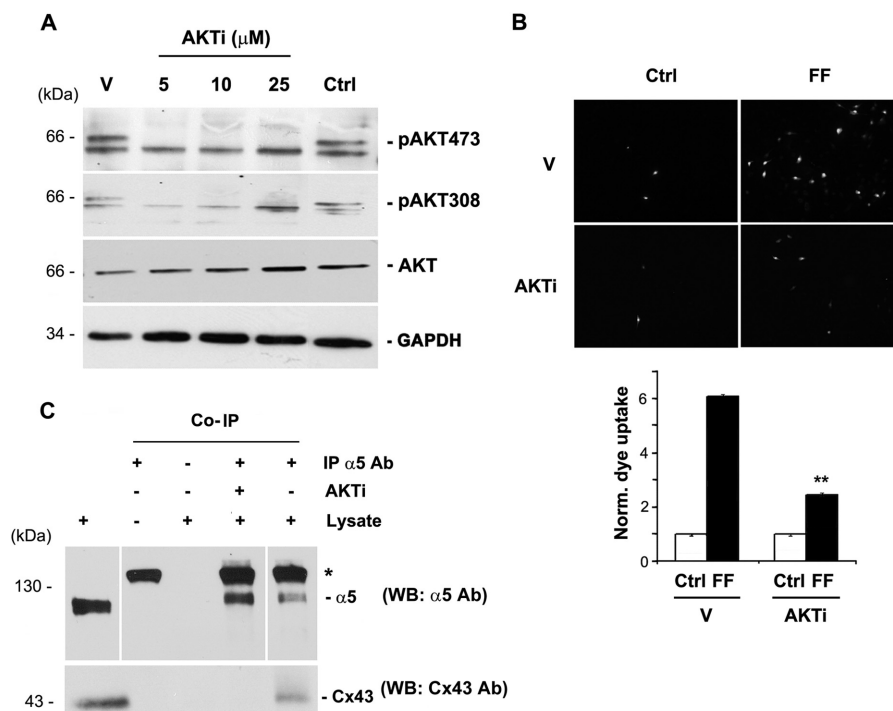 A
AKTi (μM)
V 5 10 25 Ctrl
(kDa)
66 - - pAKT473
66 - - pAKT308
66 - - AKT
34 - - GAPDH
B
Ctrl FF
V
AKTi
Norm. dye uptake
6
4
2
0
**
Ctrl FF Ctrl FF
V AKTi
C
Co-IP
+ - + + IP α5 Ab
- - + - AKTi
+ - + + + Lysate
(kDa)
130 - *
- α5 (WB: α5 Ab)
43 - - Cx43 (WB: Cx43 Ab)